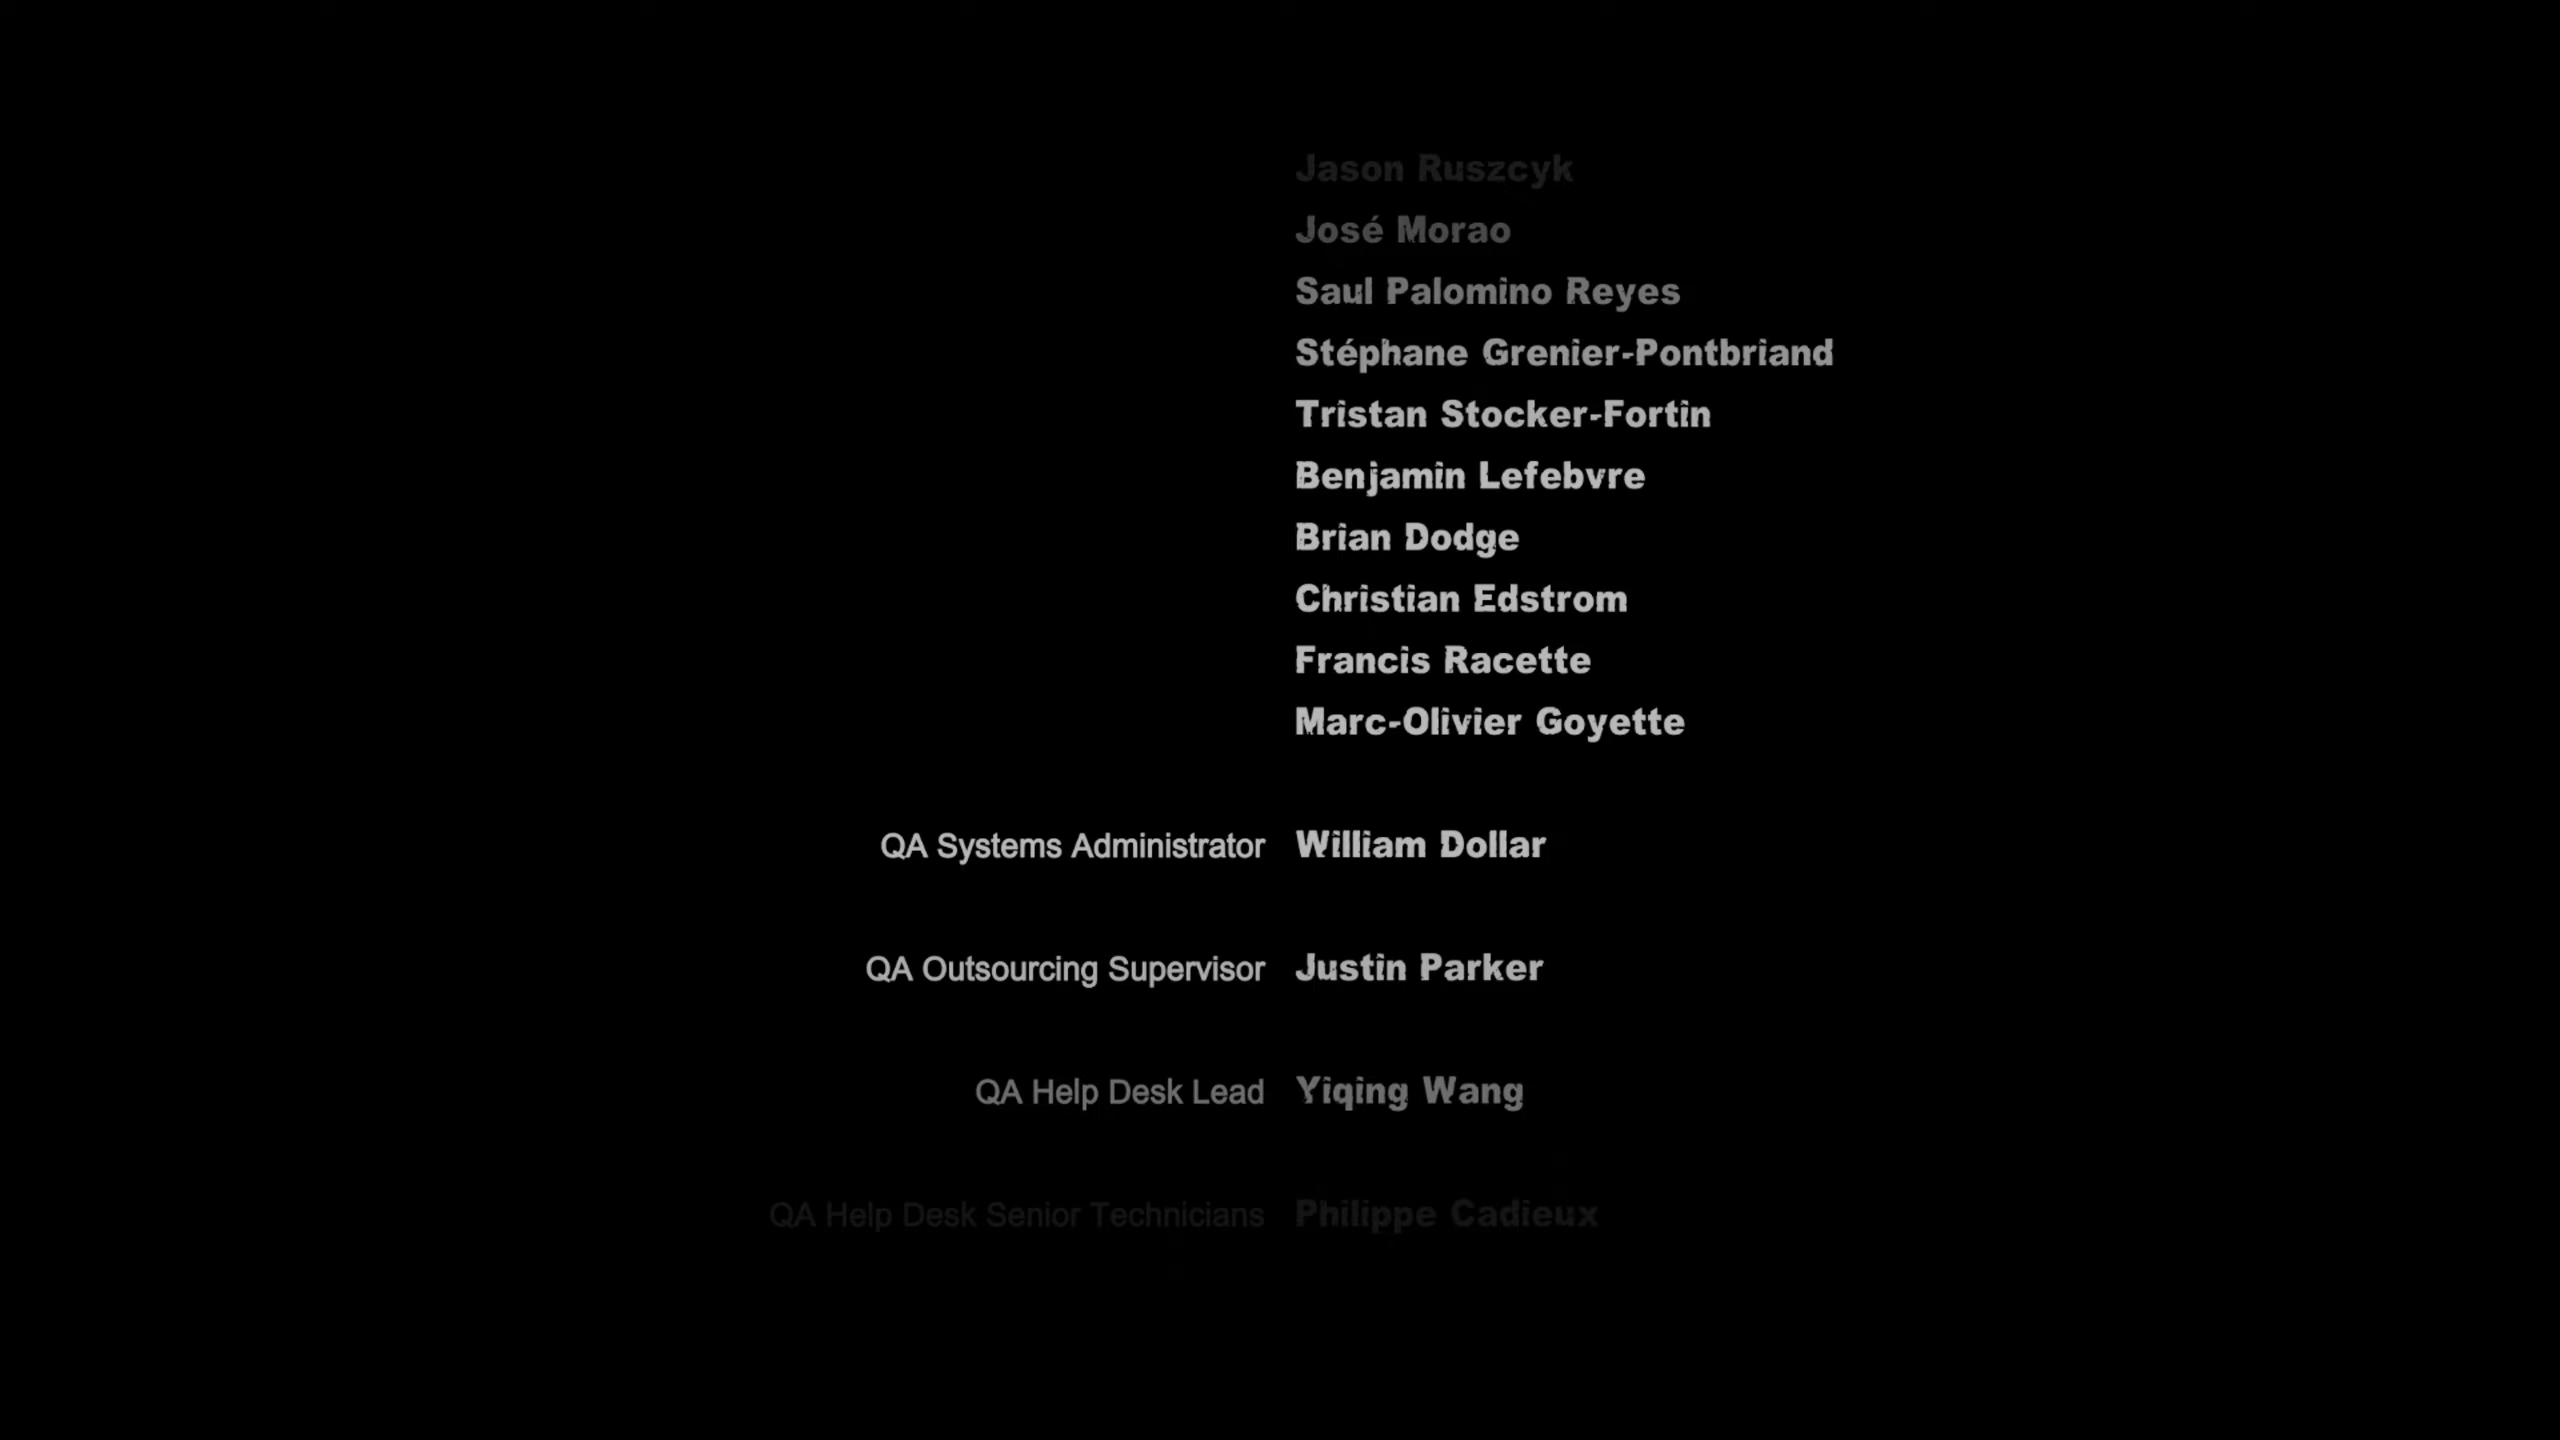 Jason Ruszcyk
José Morao
Saul Palomino Reyes
Stéphane Grenier-Pontbriand
Tristan Stocker-Fortin
Benjamin Lefebvre
Brian Dodge
Christian Edstrom
Francis Racette
Marc-Olivier Goyette
QA Systems Administrator William Dollar
QA Outsourcing Supervisor Justin Parker
QA Help Desk Lead Yiqing Wang
QA Help Desk Senior Technicians Philippe Cadieux